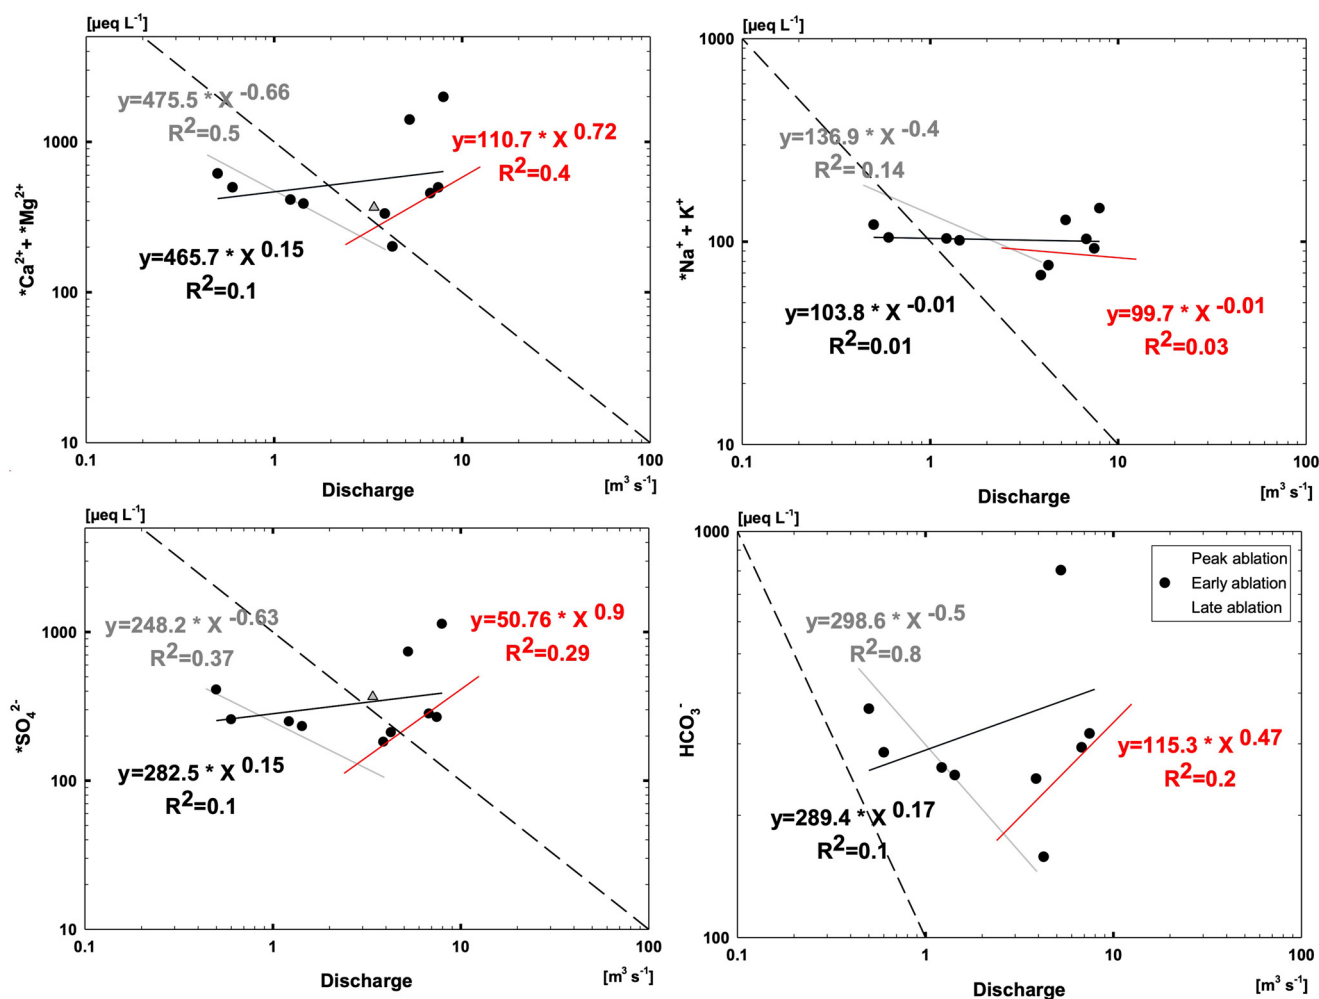 [µeq L⁻¹]
1000
100
10
*Ca²⁺+ *Mg²⁺
y=475.5 * X ⁻⁰·⁶⁶
R²=0.5
y=110.7 * X ⁰·⁷²
R²=0.4
y=465.7 * X ⁰·¹⁵
R²=0.1
0.1 1 10 100
Discharge [m³ s⁻¹]
[µeq L⁻¹]
1000
100
10
*Na⁺ + K⁺
y=136.9 * X ⁻⁰·⁴
R²=0.14
y=103.8 * X ⁻⁰·⁰¹
R²=0.01
y=99.7 * X ⁻⁰·⁰¹
R²=0.03
0.1 1 10 100
Discharge [m³ s⁻¹]
[µeq L⁻¹]
1000
100
10
*SO₄²⁻
y=248.2 * X ⁻⁰·⁶³
R²=0.37
y=50.76 * X ⁰·⁹
R²=0.29
y=282.5 * X ⁰·¹⁵
R²=0.1
0.1 1 10 100
Discharge [m³ s⁻¹]
[µeq L⁻¹]
1000
100
HCO₃⁻
Peak ablation
Early ablation
Late ablation
y=298.6 * X ⁻⁰·⁵
R²=0.8
y=115.3 * X ⁰·⁴⁷
R²=0.2
y=289.4 * X ⁰·¹⁷
R²=0.1
0.1 1 10 100
Discharge [m³ s⁻¹]